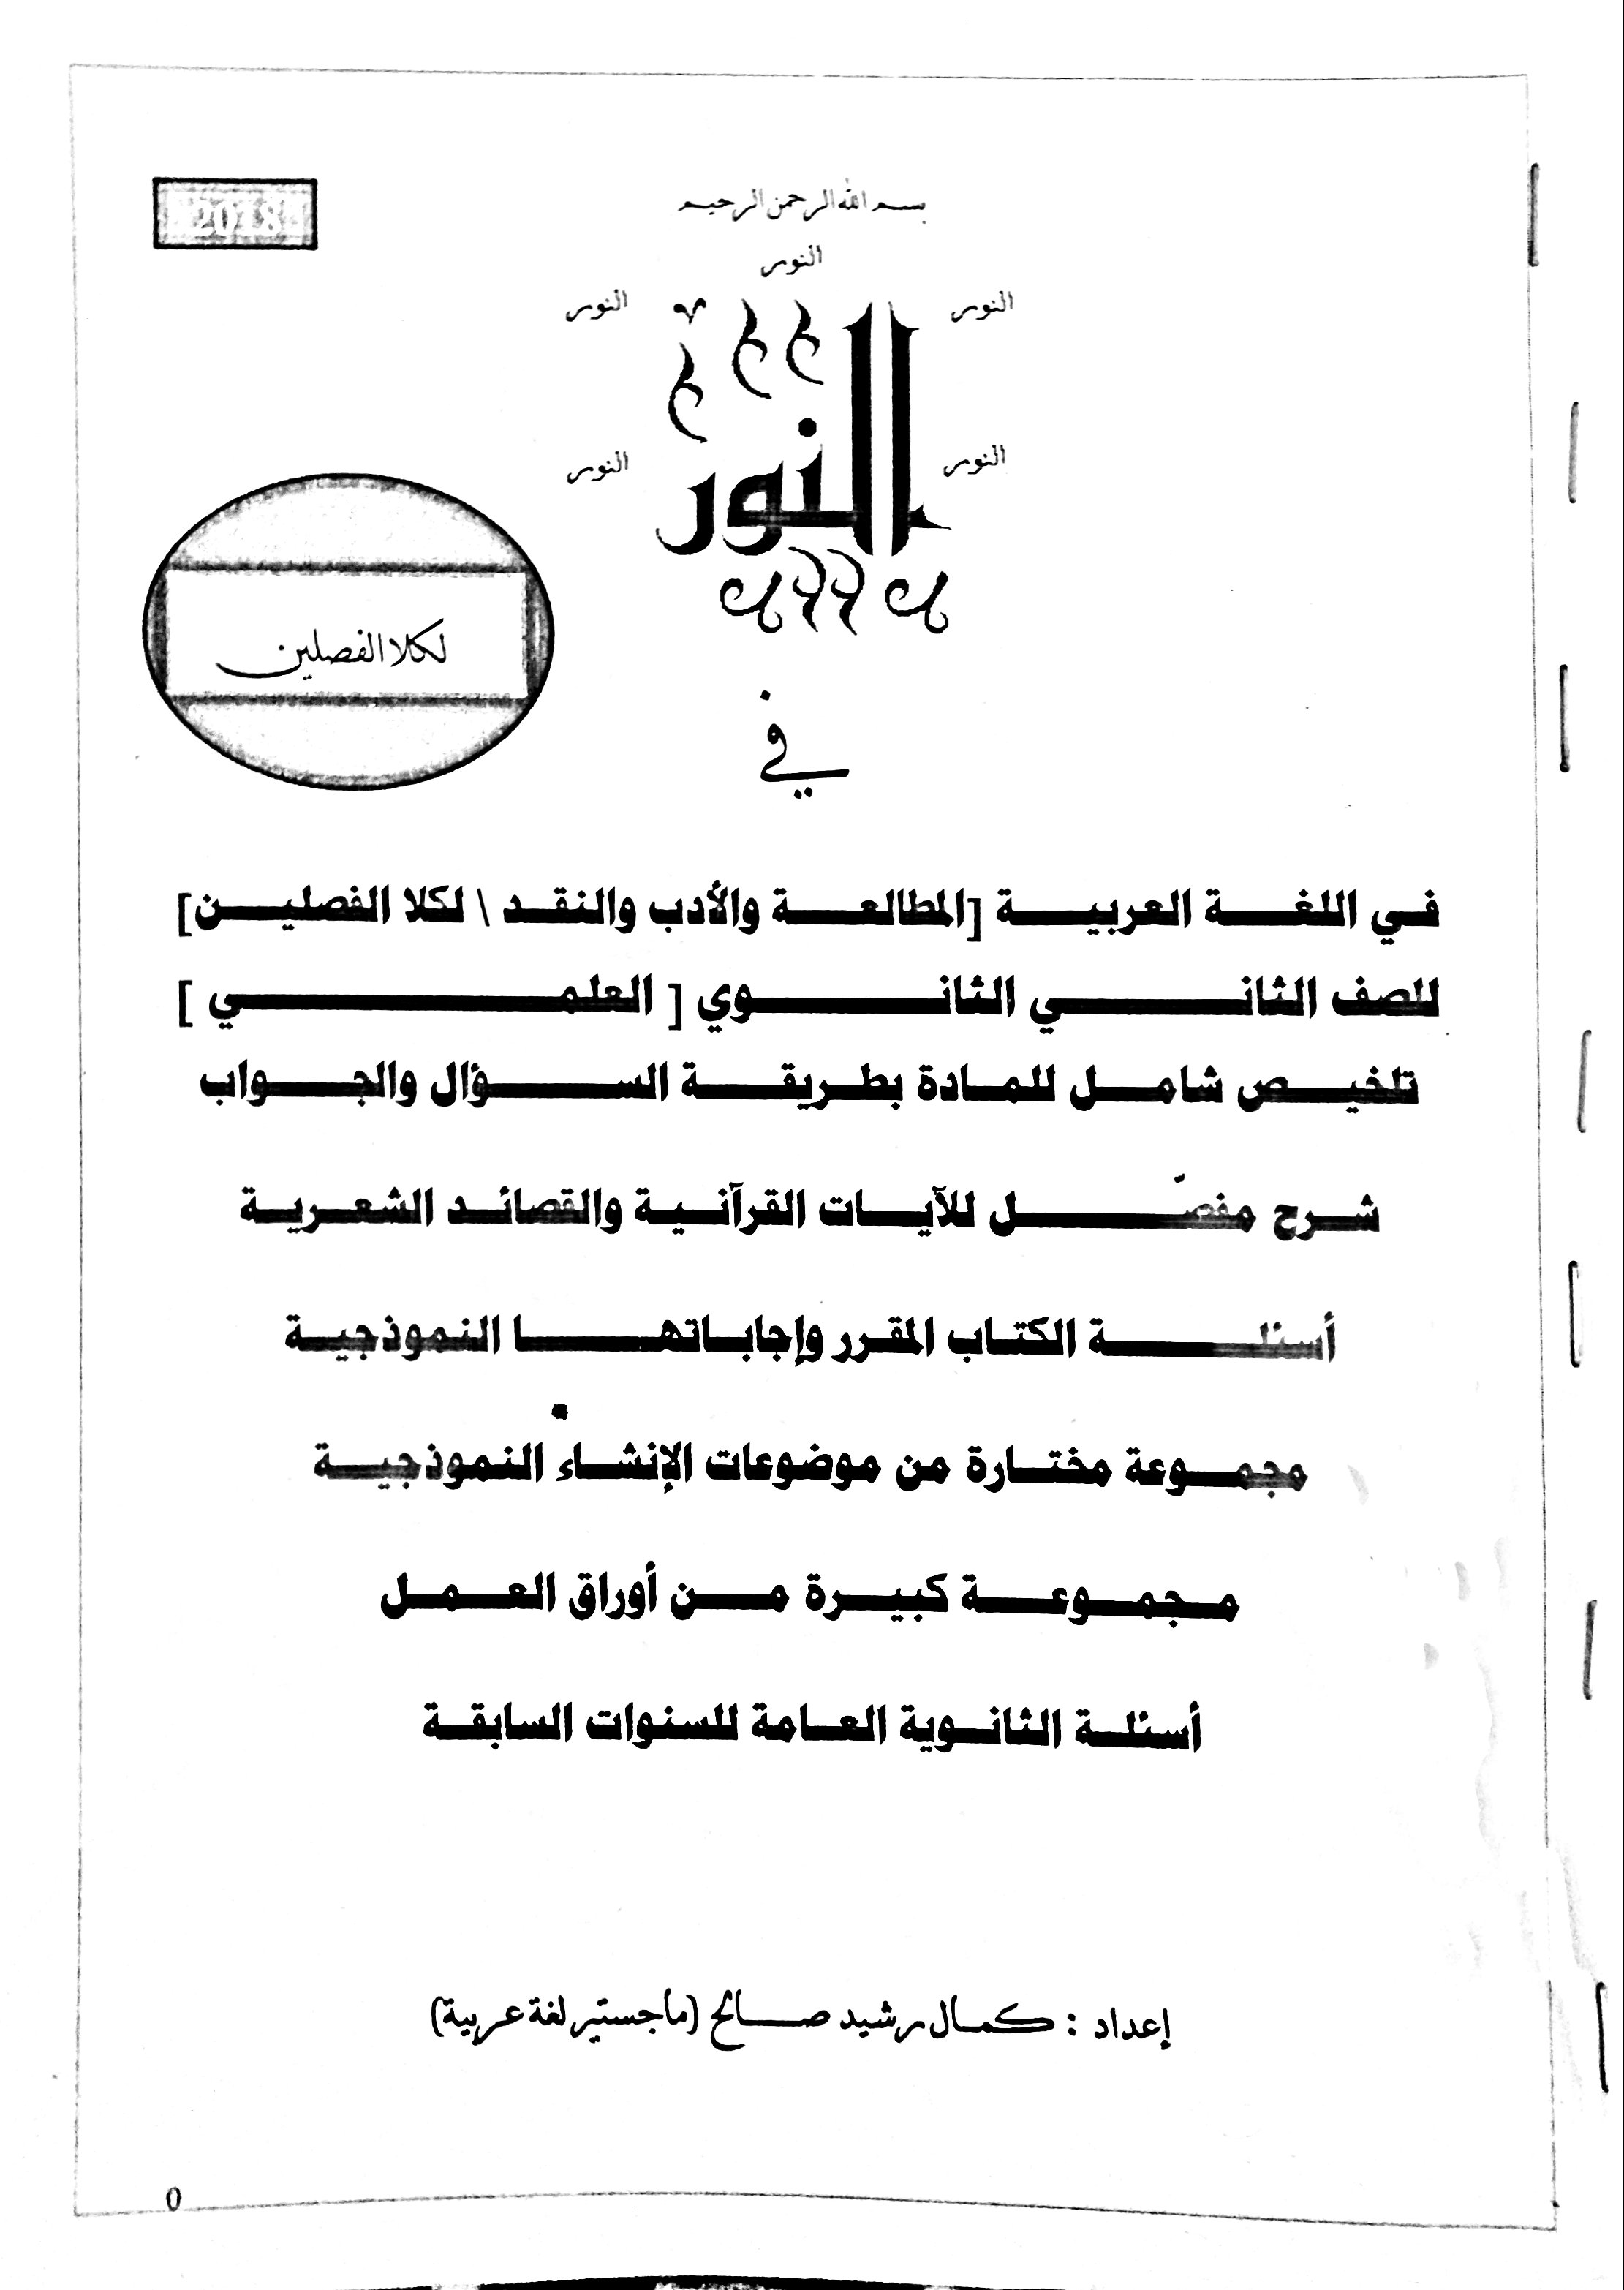 2018
بسم الله الرحمن الرحيم
النور
النور
النور
النور
النور
النور
لكلا الفصلين
في
في اللغة العربية [المطالعة والأدب والنقد \ لكلا الفصلين]
للصف الثاني الثانوي [ العلمي ]
تلخيص شامل للمادة بطريقة السؤال والجواب
شرح مفصّل للآيات القرآنية والقصائد الشعرية
أسئلة الكتاب المقرر وإجاباتها النموذجية
مجموعة مختارة من موضوعات الإنشاء النموذجية
مجموعة كبيرة من أوراق العمل
أسئلة الثانوية العامة للسنوات السابقة
إعداد : كمال رشيد صالح (ماجستير لغة عربية)
0